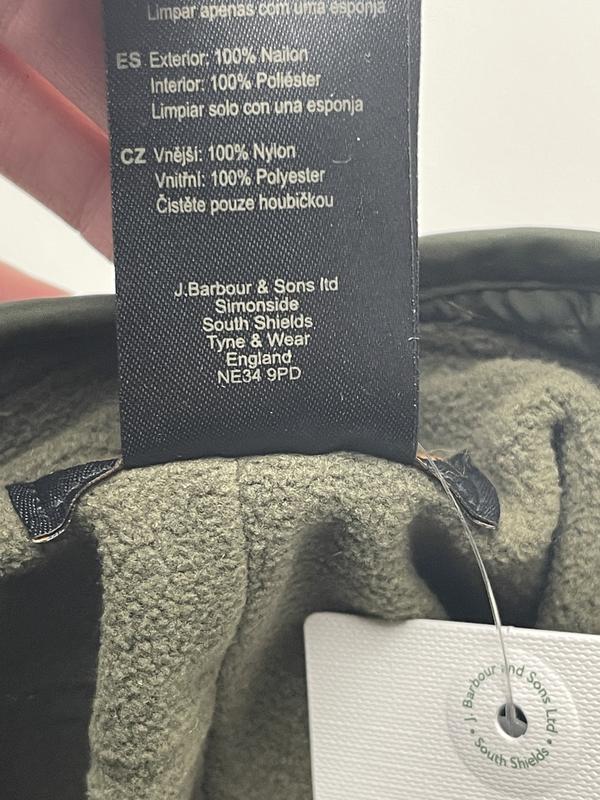 Limpar apenas com uma esponja
ES Exterior: 100% Nailon
Interior: 100% Poliéster
Limpiar solo con una esponja
CZ Vnější: 100% Nylon
Vnitřní: 100% Polyester
Čistěte pouze houbičkou
J.Barbour & Sons ltd
Simonside
South Shields
Tyne & Wear
England
NE34 9PD
J. Barbour and Sons Ltd
• South Shields •